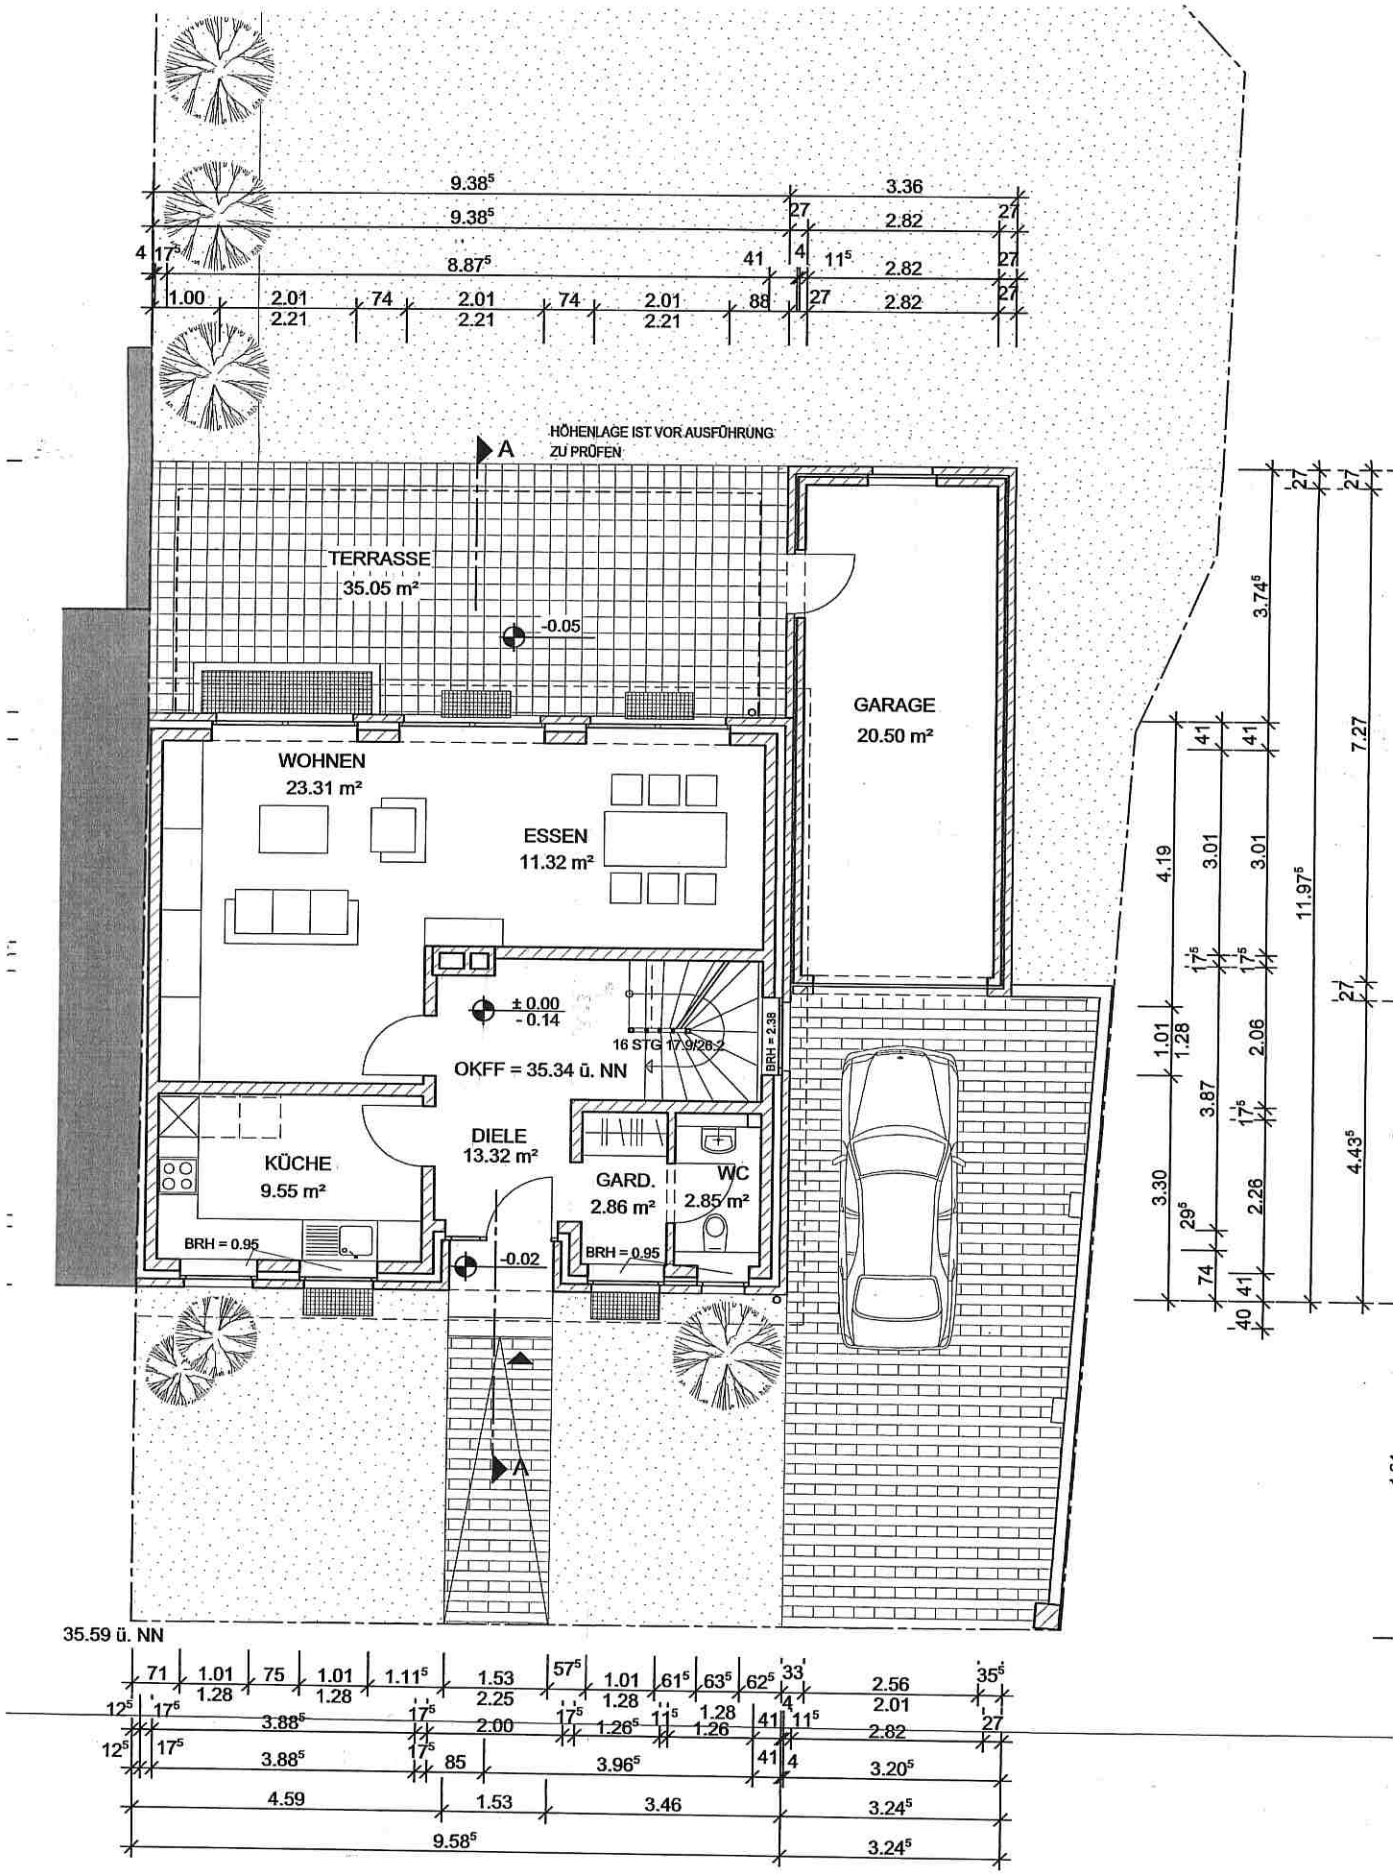 9.38⁵ 3.36
9.38⁵ 27 2.82 27
4 17⁵ 8.87⁵ 41 4 11⁵ 2.82 27
1.00 2.01 74 2.01 74 2.01 88 27 2.82 27
2.21 2.21 2.21
A
HÖHENLAGE IST VOR AUSFÜHRUNG
ZU PRÜFEN
TERRASSE
35.05 m²
-0.05
GARAGE
20.50 m²
WOHNEN
23.31 m²
ESSEN
11.32 m²
± 0.00
- 0.14
16 STG 17.9/26.2
BRH = 2.38
OKFF = 35.34 ü. NN
DIELE
13.32 m²
KÜCHE
9.55 m²
GARD.
2.86 m²
WC
2.85 m²
BRH = 0.95
BRH = 0.95
-0.02
A
27 27 27
3.74⁵
7.27
41 41
4.19 3.01 3.01
11.97⁵
17⁵ 17⁵
27
1.01
1.28
2.06
3.87
17⁵
4.43⁵
3.30
29⁵
2.26
74 41
40
35.59 ü. NN
71 1.01 75 1.01 1.11⁵ 1.53 57⁵ 1.01 61⁵ 63⁵ 62⁵ 33 2.56 35⁵
1.28 1.28 2.25 1.28 1.28 2.01
12⁵ 17⁵ 3.88⁵ 17⁵ 2.00 17⁵ 1.26⁵ 11⁵ 1.26 41 4 11⁵ 2.82 27
12⁵ 17⁵ 3.88⁵ 17⁵ 85 3.96⁵ 41 4 3.20⁵
4.59 1.53 3.46 3.24⁵
9.58⁵ 3.24⁵